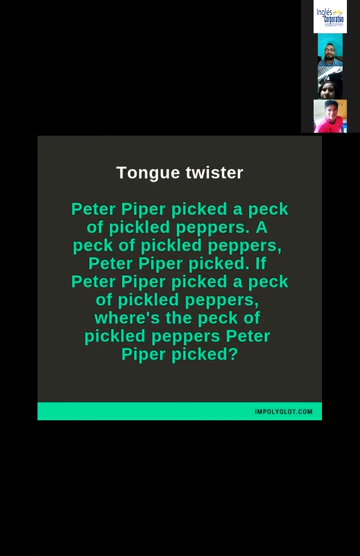 Inglés
Corporativo
Tongue twister
Peter Piper picked a peck
of pickled peppers. A
peck of pickled peppers,
Peter Piper picked. If
Peter Piper picked a peck
of pickled peppers,
where's the peck of
pickled peppers Peter
Piper picked?
IMPOLYGLOT.COM